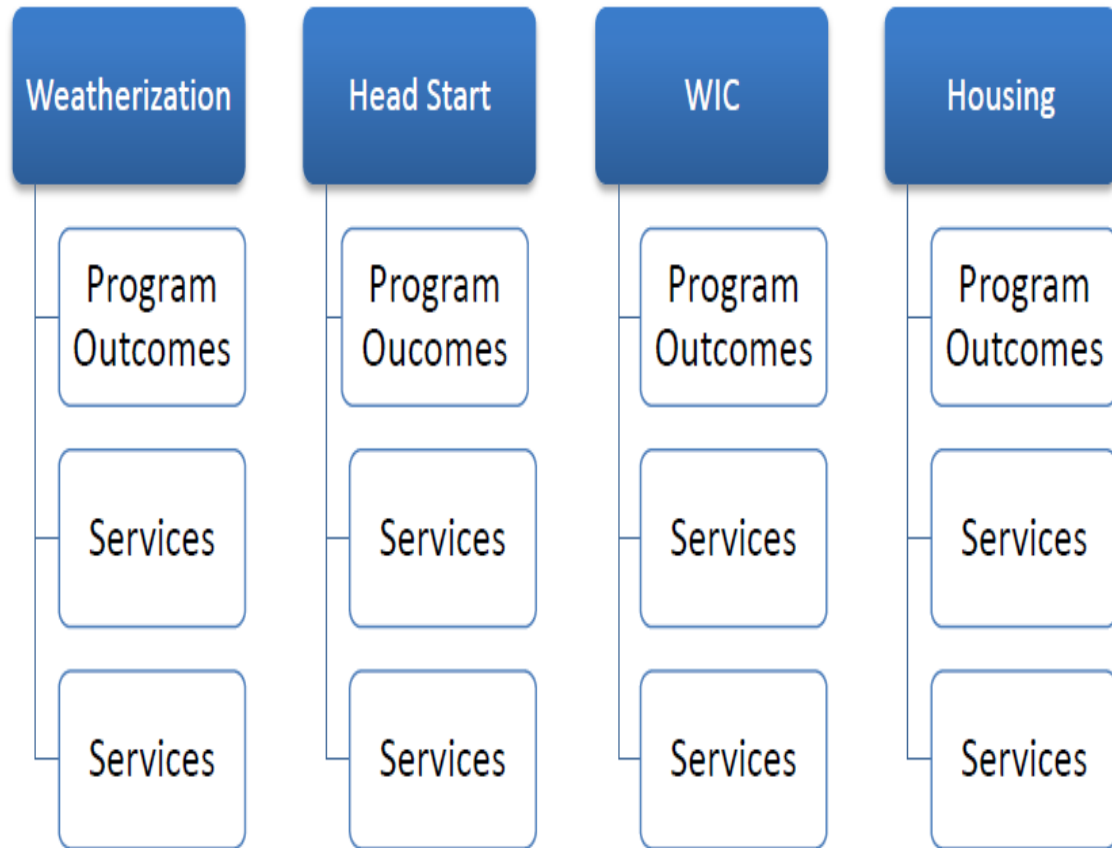 Weatherization
Program
Outcomes
Services
Services
Head Start
Program
Oucomes
Services
Services
WIC
Program
Outcomes
Services
Services
Housing
Program
Outcomes
Services
Services